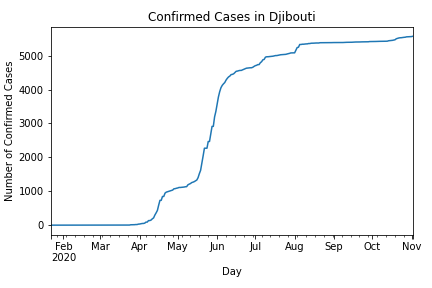 Confirmed Cases in Djibouti
Number of Confirmed Cases
5000
4000
3000
2000
1000
0
Feb Mar Apr May Jun Jul Aug Sep Oct Nov
2020
Day